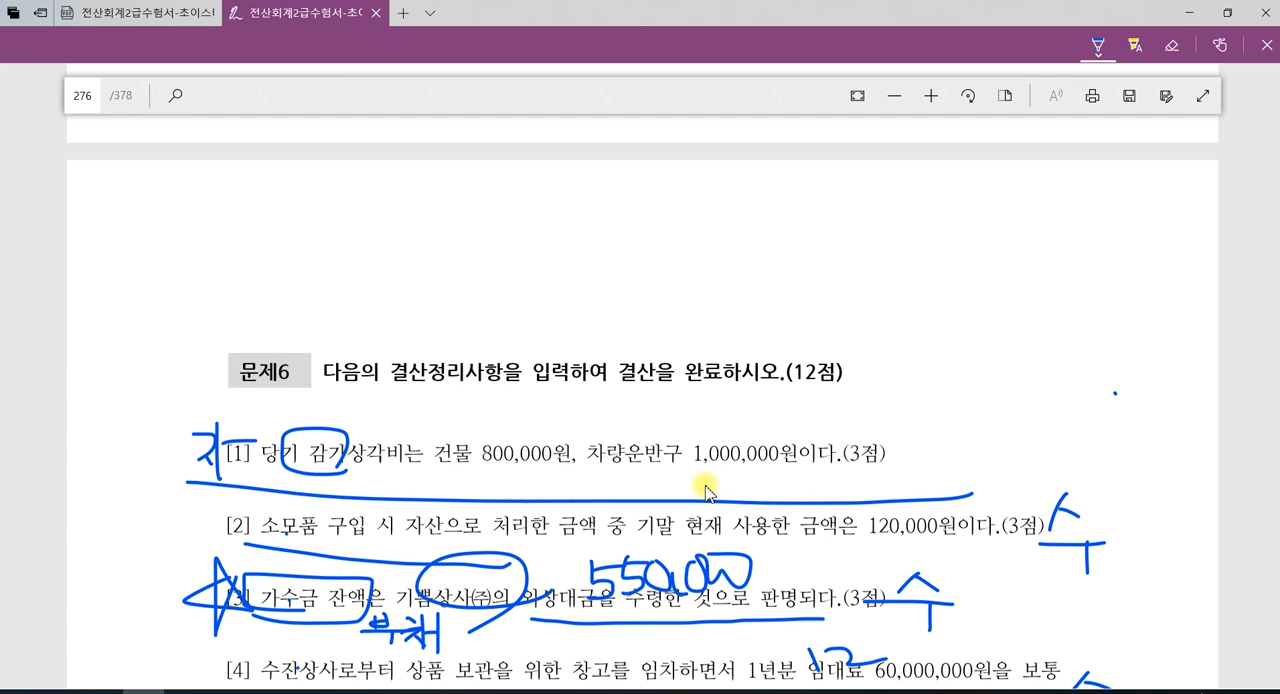 전산회계2급수험서-초이스ㅌ
전산회계2급수험서-초이
276 /378
문제6 다음의 결산정리사항을 입력하여 결산을 완료하시오.(12점)
자
[1] 당기 감가상각비는 건물 800,000원, 차량운반구 1,000,000원이다.(3점)
[2] 소모품 구입 시 자산으로 처리한 금액 중 기말 현재 사용한 금액은 120,000원이다.(3점) 수
550,000
[3] 가수금 잔액은 기쁨상사㈜의 외상대금을 수령한 것으로 판명되다.(3점) 수
부채
12
[4] 수잔상사로부터 상품 보관을 위한 창고를 임차하면서 1년분 임대료 60,000,000원을 보통